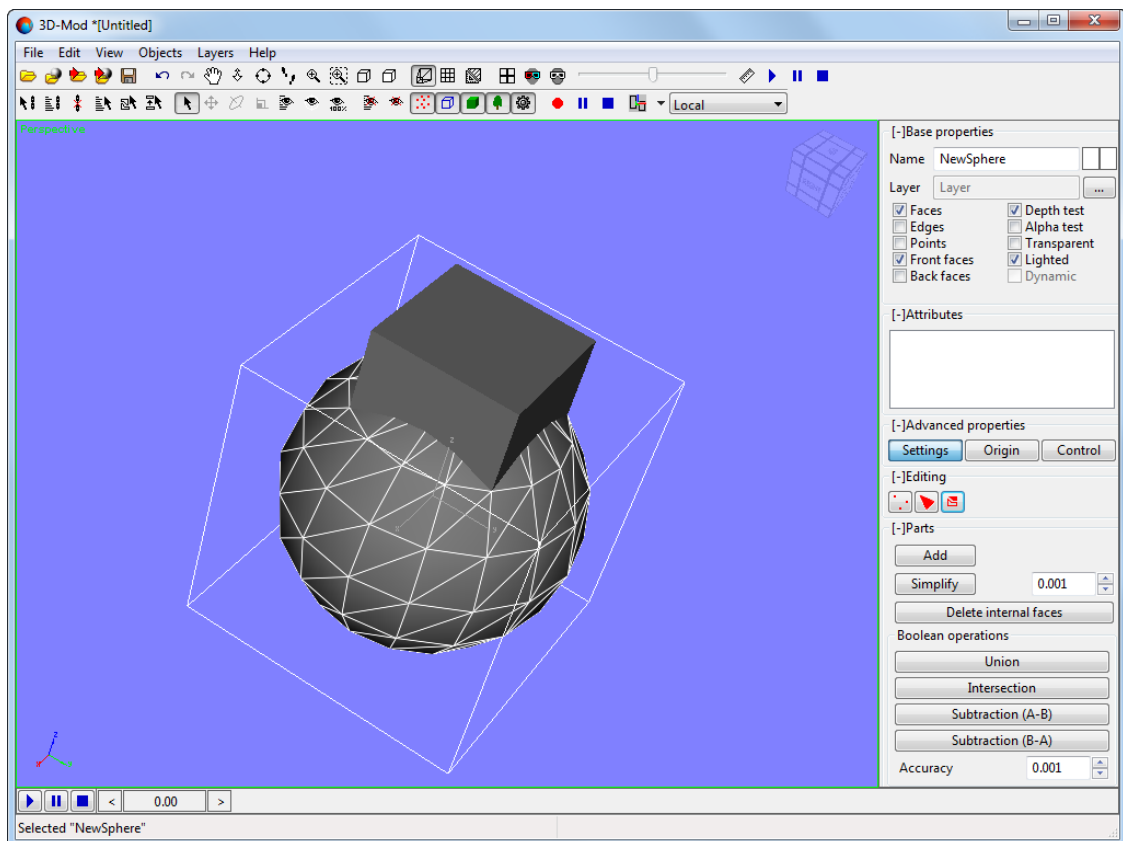 3D-Mod *[Untitled]
File Edit View Objects Layers Help
100%
Local
Perspective
[-]Base properties
Name NewSphere
Layer Layer ...
Faces Depth test
Edges Alpha test
Points Transparent
Front faces Lighted
Back faces Dynamic
[-]Attributes
[-]Advanced properties
Settings Origin Control
[-]Editing
[-]Parts
Add
Simplify 0.001
Delete internal faces
Boolean operations
Union
Intersection
Subtraction (A-B)
Subtraction (B-A)
Accuracy 0.001
z
x y
z
< 0.00 >
Selected "NewSphere"